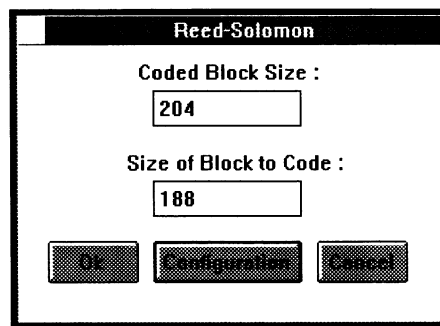 Reed-Solomon
Coded Block Size :
204
Size of Block to Code :
188
Ok Configuration Cancel